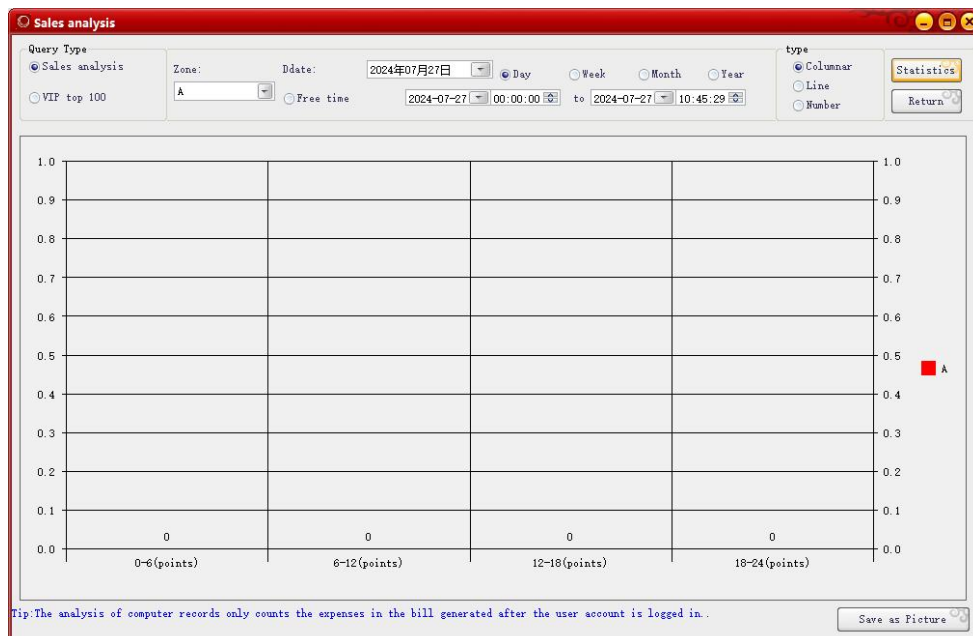 Sales analysis
Query Type
Sales analysis
VIP top 100
Zone:
A
Ddate:
2024年07月27日
Day
Week
Month
Year
Free time
2024-07-27
00:00:00
to
2024-07-27
10:45:29
type
Columnar
Line
Number
Statistics
Return
1.0 1.0
0.9 0.9
0.8 0.8
0.7 0.7
0.6 0.6
0.5 0.5
A
0.4 0.4
0.3 0.3
0.2 0.2
0.1 0.1
0 0 0 0
0.0 0.0
0-6(points) 6-12(points) 12-18(points) 18-24(points)
Tip:The analysis of computer records only counts the expenses in the bill generated after the user account is logged in..
Save as Picture